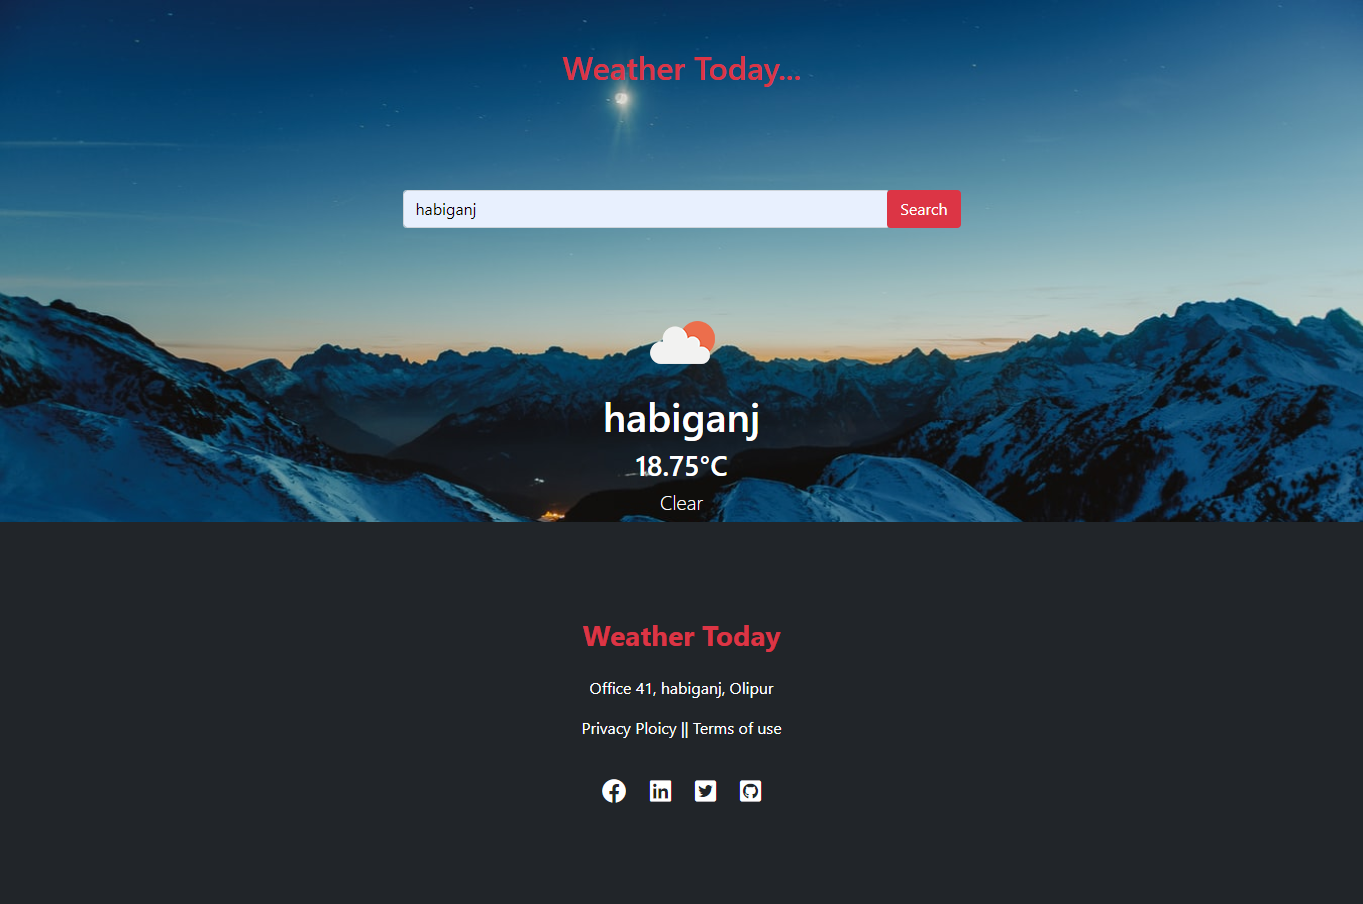 Weather Today...
habiganj
Search
habiganj
18.75°C
Clear
Weather Today
Office 41, habiganj, Olipur
Privacy Ploicy || Terms of use